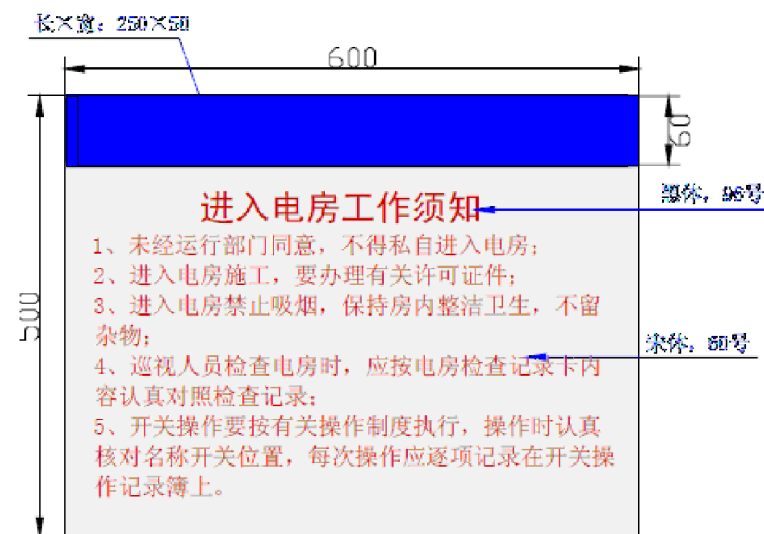 长×宽：250×50
600
60
进入电房工作须知
黑体，96号
1、未经运行部门同意，不得私自进入电房；
2、进入电房施工，要办理有关许可证件；
3、进入电房禁止吸烟，保持房内整洁卫生，不留
杂物；
500
宋体，60号
4、巡视人员检查电房时，应按电房检查记录卡内
容认真对照检查记录；
5、开关操作要按有关操作制度执行，操作时认真
核对名称开关位置，每次操作应逐项记录在开关操
作记录簿上。